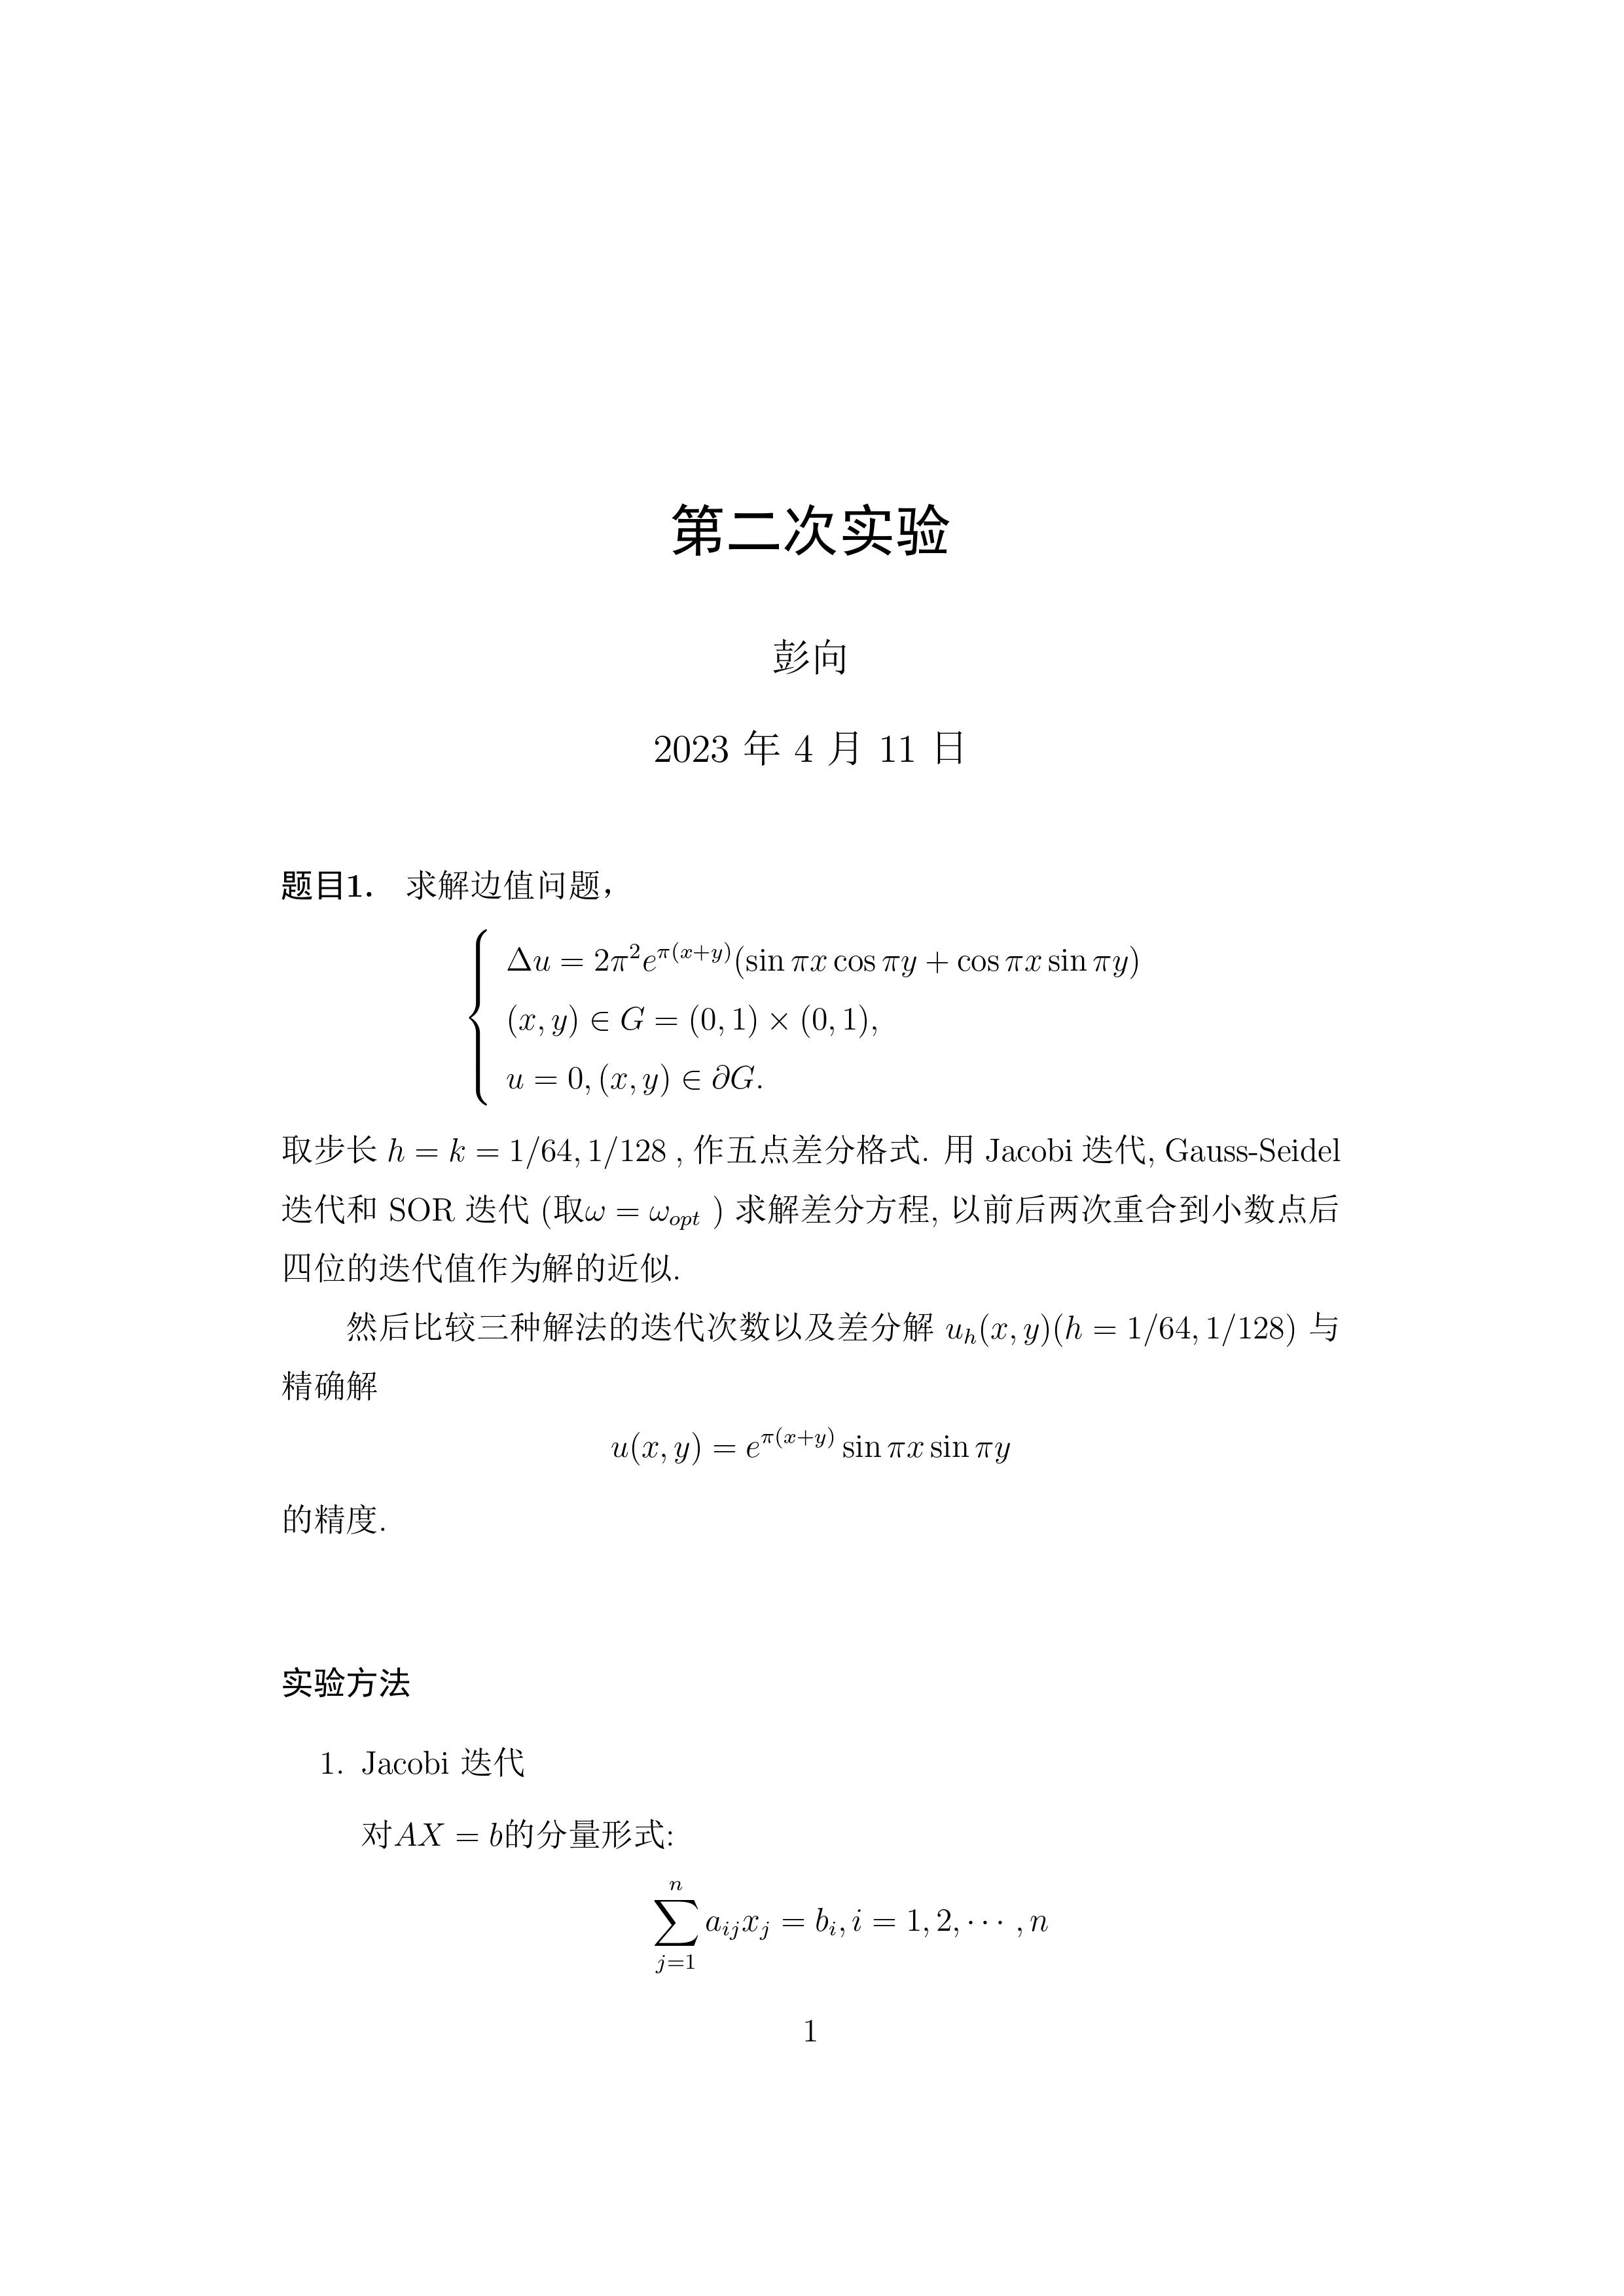 第二次实验
彭向
2023 年 4 月 11 日
题目1. 求解边值问题，
$$\begin{cases} \Delta u = 2\pi^2 e^{\pi(x+y)}(\sin \pi x \cos \pi y + \cos \pi x \sin \pi y) \\ (x, y) \in G = (0, 1) \times (0, 1), \\ u = 0, (x, y) \in \partial G. \end{cases}$$
取步长 $h = k = 1/64, 1/128$ , 作五点差分格式. 用 Jacobi 迭代, Gauss-Seidel
迭代和 SOR 迭代 (取$\omega = \omega_{opt}$ ) 求解差分方程, 以前后两次重合到小数点后
四位的迭代值作为解的近似.
然后比较三种解法的迭代次数以及差分解 $u_h(x, y)(h = 1/64, 1/128)$ 与
精确解
$$u(x, y) = e^{\pi(x+y)} \sin \pi x \sin \pi y$$
的精度.
实验方法
1. Jacobi 迭代
对$AX = b$的分量形式:
$$\sum_{j=1}^{n} a_{ij} x_j = b_i, i = 1, 2, \cdots, n$$
1